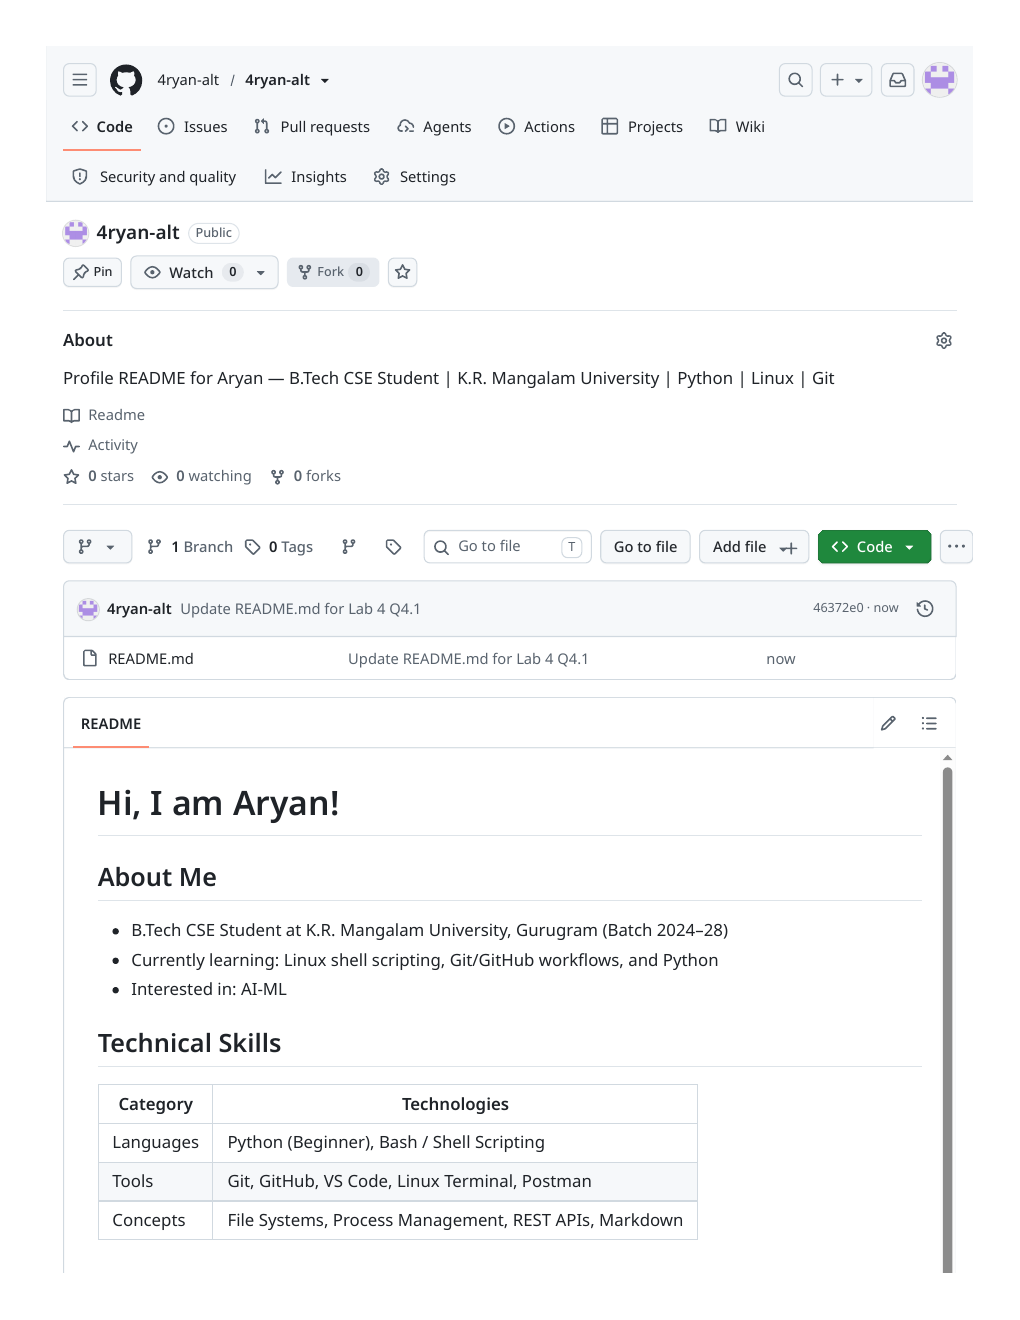 4ryan-alt / 4ryan-alt
Code Issues Pull requests Agents Actions Projects Wiki
Security and quality Insights Settings
4ryan-alt Public
Pin Watch 0 Fork 0
About
Profile README for Aryan — B.Tech CSE Student | K.R. Mangalam University | Python | Linux | Git
Readme
Activity
0 stars 0 watching 0 forks
1 Branch 0 Tags Go to file T Go to file Add file Code
4ryan-alt Update README.md for Lab 4 Q4.1 46372e0 · now
README.md Update README.md for Lab 4 Q4.1 now
README
Hi, I am Aryan!
About Me
• B.Tech CSE Student at K.R. Mangalam University, Gurugram (Batch 2024–28)
• Currently learning: Linux shell scripting, Git/GitHub workflows, and Python
• Interested in: AI-ML
Technical Skills
Category Technologies
Languages Python (Beginner), Bash / Shell Scripting
Tools Git, GitHub, VS Code, Linux Terminal, Postman
Concepts File Systems, Process Management, REST APIs, Markdown